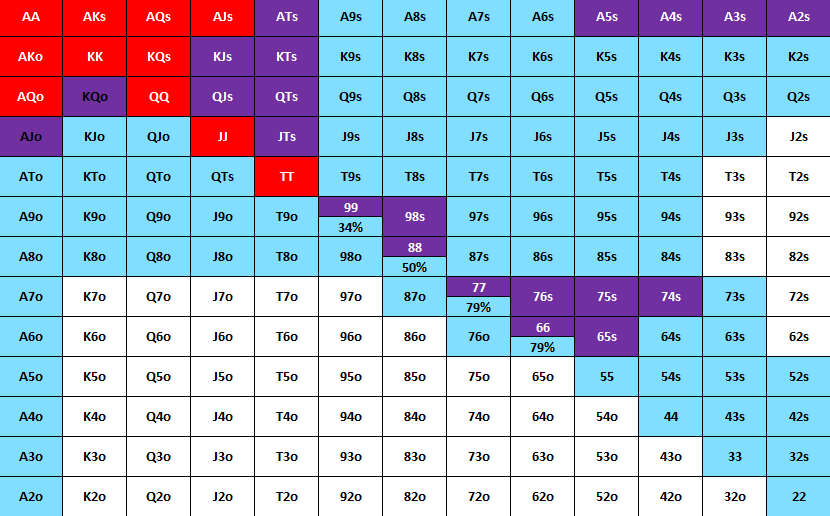 AA AKs AQs AJs ATs A9s A8s A7s A6s A5s A4s A3s A2s
AKo KK KQs KJs KTs K9s K8s K7s K6s K5s K4s K3s K2s
AQo KQo QQ QJs QTs Q9s Q8s Q7s Q6s Q5s Q4s Q3s Q2s
AJo KJo QJo JJ JTs J9s J8s J7s J6s J5s J4s J3s J2s
ATo KTo QTo QTs TT T9s T8s T7s T6s T5s T4s T3s T2s
A9o K9o Q9o J9o T9o 99 98s 97s 96s 95s 94s 93s 92s
34%
A8o K8o Q8o J8o T8o 98o 88 87s 86s 85s 84s 83s 82s
50%
A7o K7o Q7o J7o T7o 97o 87o 77 76s 75s 74s 73s 72s
79%
A6o K6o Q6o J6o T6o 96o 86o 76o 66 65s 64s 63s 62s
79%
A5o K5o Q5o J5o T5o 95o 85o 75o 65o 55 54s 53s 52s
A4o K4o Q4o J4o T4o 94o 84o 74o 64o 54o 44 43s 42s
A3o K3o Q3o J3o T3o 93o 83o 73o 63o 53o 43o 33 32s
A2o K2o Q2o J2o T2o 92o 82o 72o 62o 52o 42o 32o 22